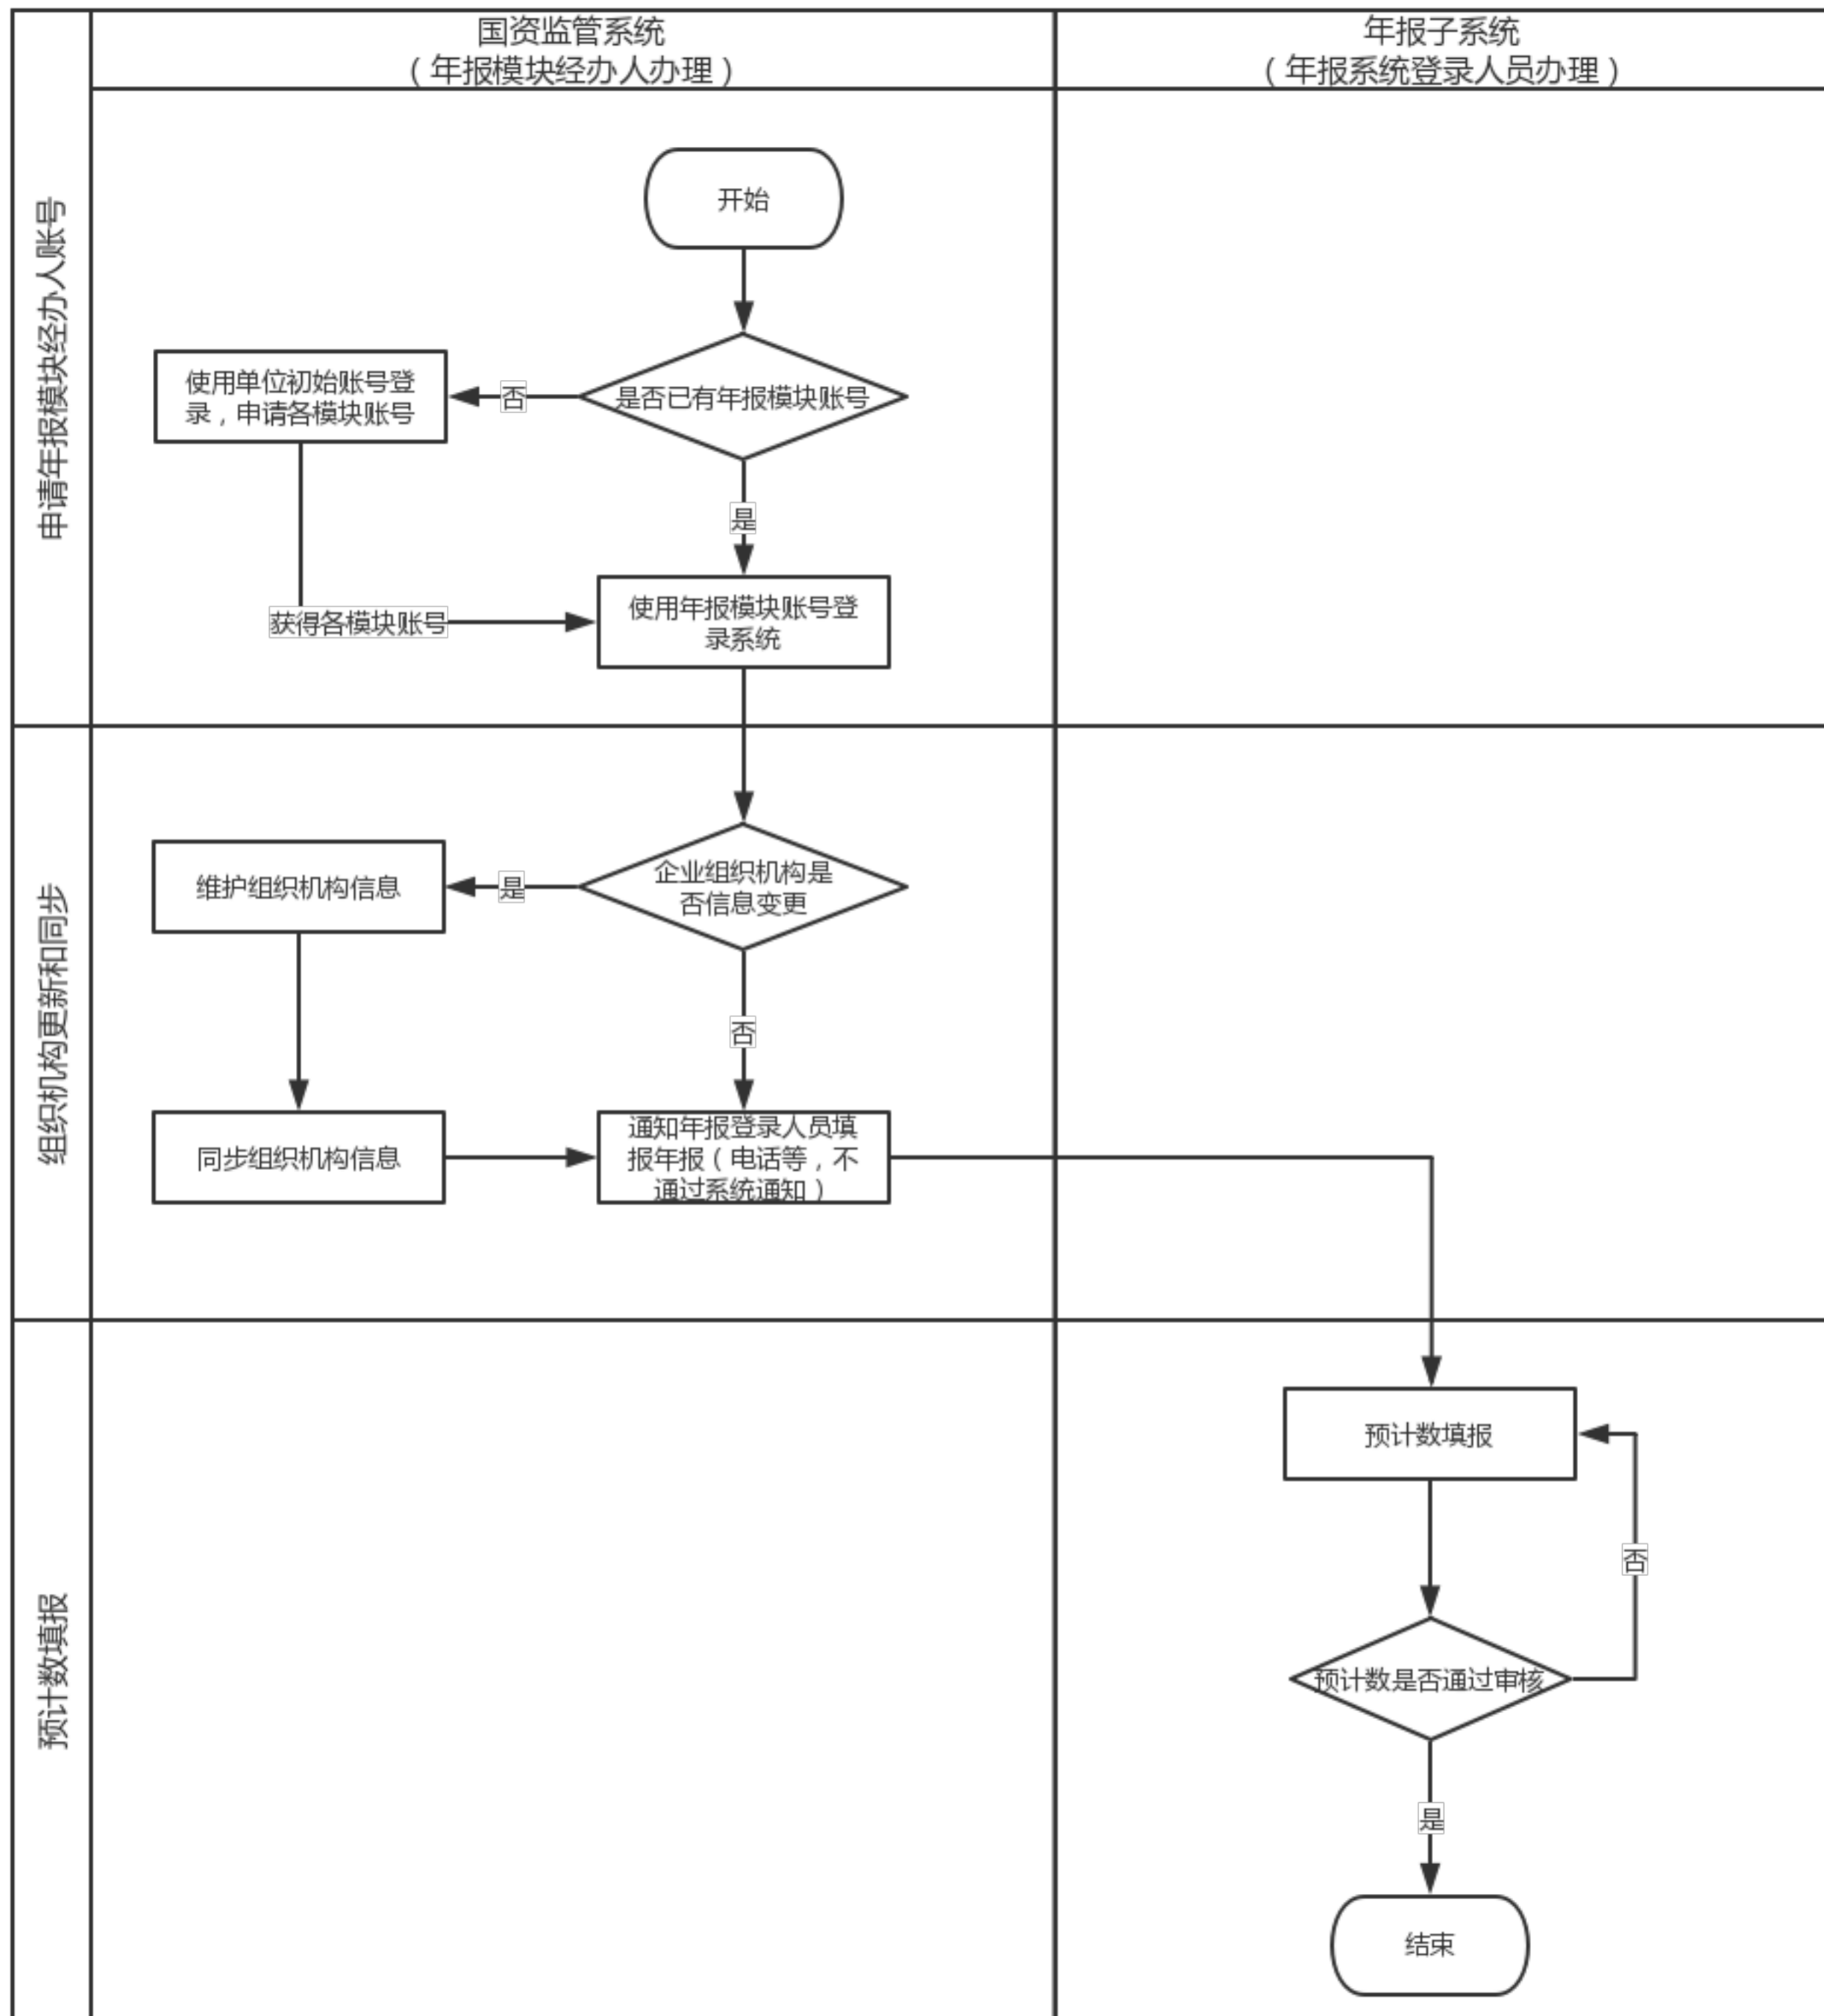 国资监管系统
（年报模块经办人办理）
年报子系统
（年报系统登录人员办理）
申请年报模块经办人账号
开始
是否已有年报模块账号
否
使用单位初始账号登
录，申请各模块账号
是
获得各模块账号
使用年报模块账号登
录系统
组织机构更新和同步
企业组织机构是
否信息变更
是
维护组织机构信息
否
同步组织机构信息
通知年报登录人员填
报年报（电话等，不
通过系统通知）
预计数填报
预计数填报
否
预计数是否通过审核
是
结束